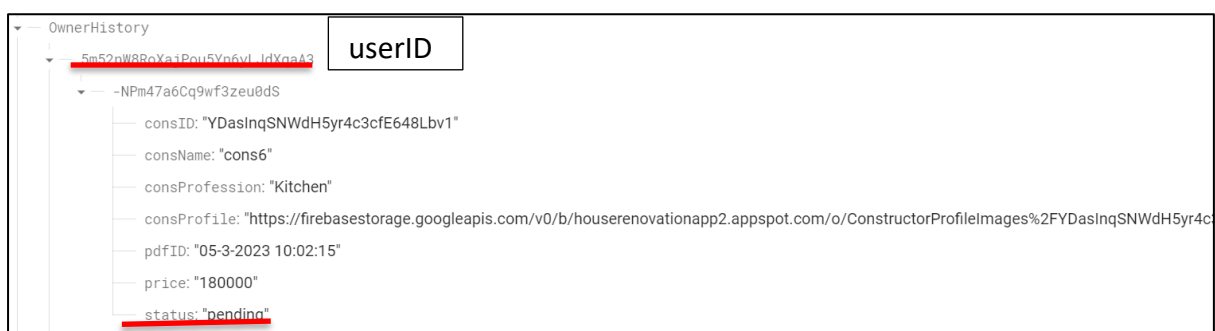 OwnerHistory
userID
-NPm47a6Cq9wf3zeu0dS
consID: "YDasInqSNWdH5yr4c3cfE648Lbv1"
consName: "cons6"
consProfession: "Kitchen"
consProfile: "https://firebasestorage.googleapis.com/v0/b/houserenovationapp2.appspot.com/o/ConstructorProfileImages%2FYDasInqSNWdH5yr4c
pdfID: "05-3-2023 10:02:15"
price: "180000"
status: "pending"